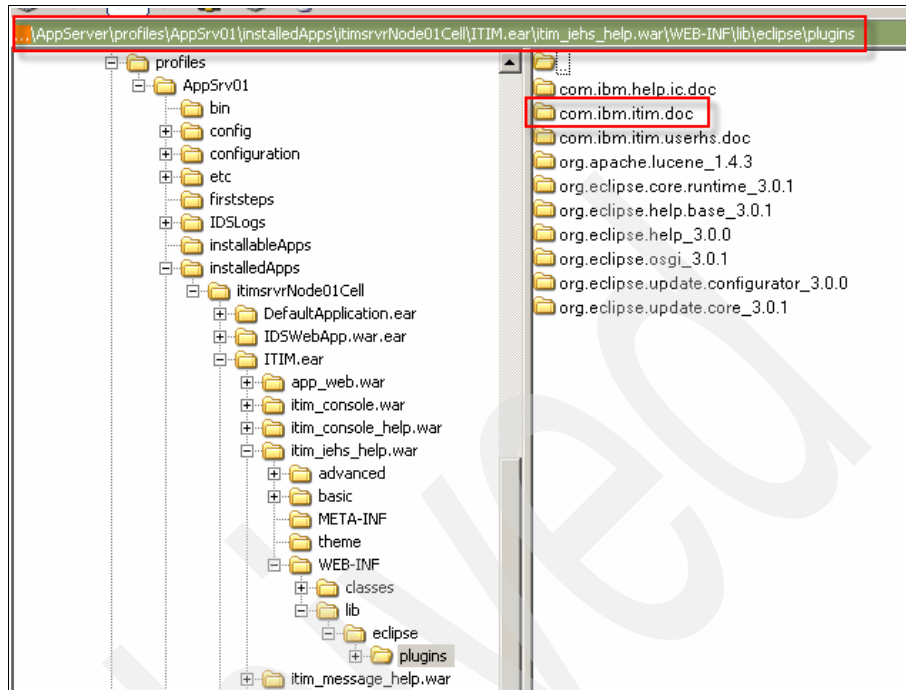 ...\AppServer\profiles\AppSrv01\installedApps\itimsrvrNode01Cell\ITIM.ear\itim_iehs_help.war\WEB-INF\lib\eclipse\plugins
profiles
AppSrv01
bin
config
configuration
etc
firststeps
IDSLogs
installableApps
installedApps
itimsrvrNode01Cell
DefaultApplication.ear
IDSWebApp.war.ear
ITIM.ear
app_web.war
itim_console.war
itim_console_help.war
itim_iehs_help.war
advanced
basic
META-INF
theme
WEB-INF
classes
lib
eclipse
plugins
itim_message_help.war
..
com.ibm.help.ic.doc
com.ibm.itim.doc
com.ibm.itim.userhs.doc
org.apache.lucene_1.4.3
org.eclipse.core.runtime_3.0.1
org.eclipse.help.base_3.0.1
org.eclipse.help_3.0.0
org.eclipse.osgi_3.0.1
org.eclipse.update.configurator_3.0.0
org.eclipse.update.core_3.0.1